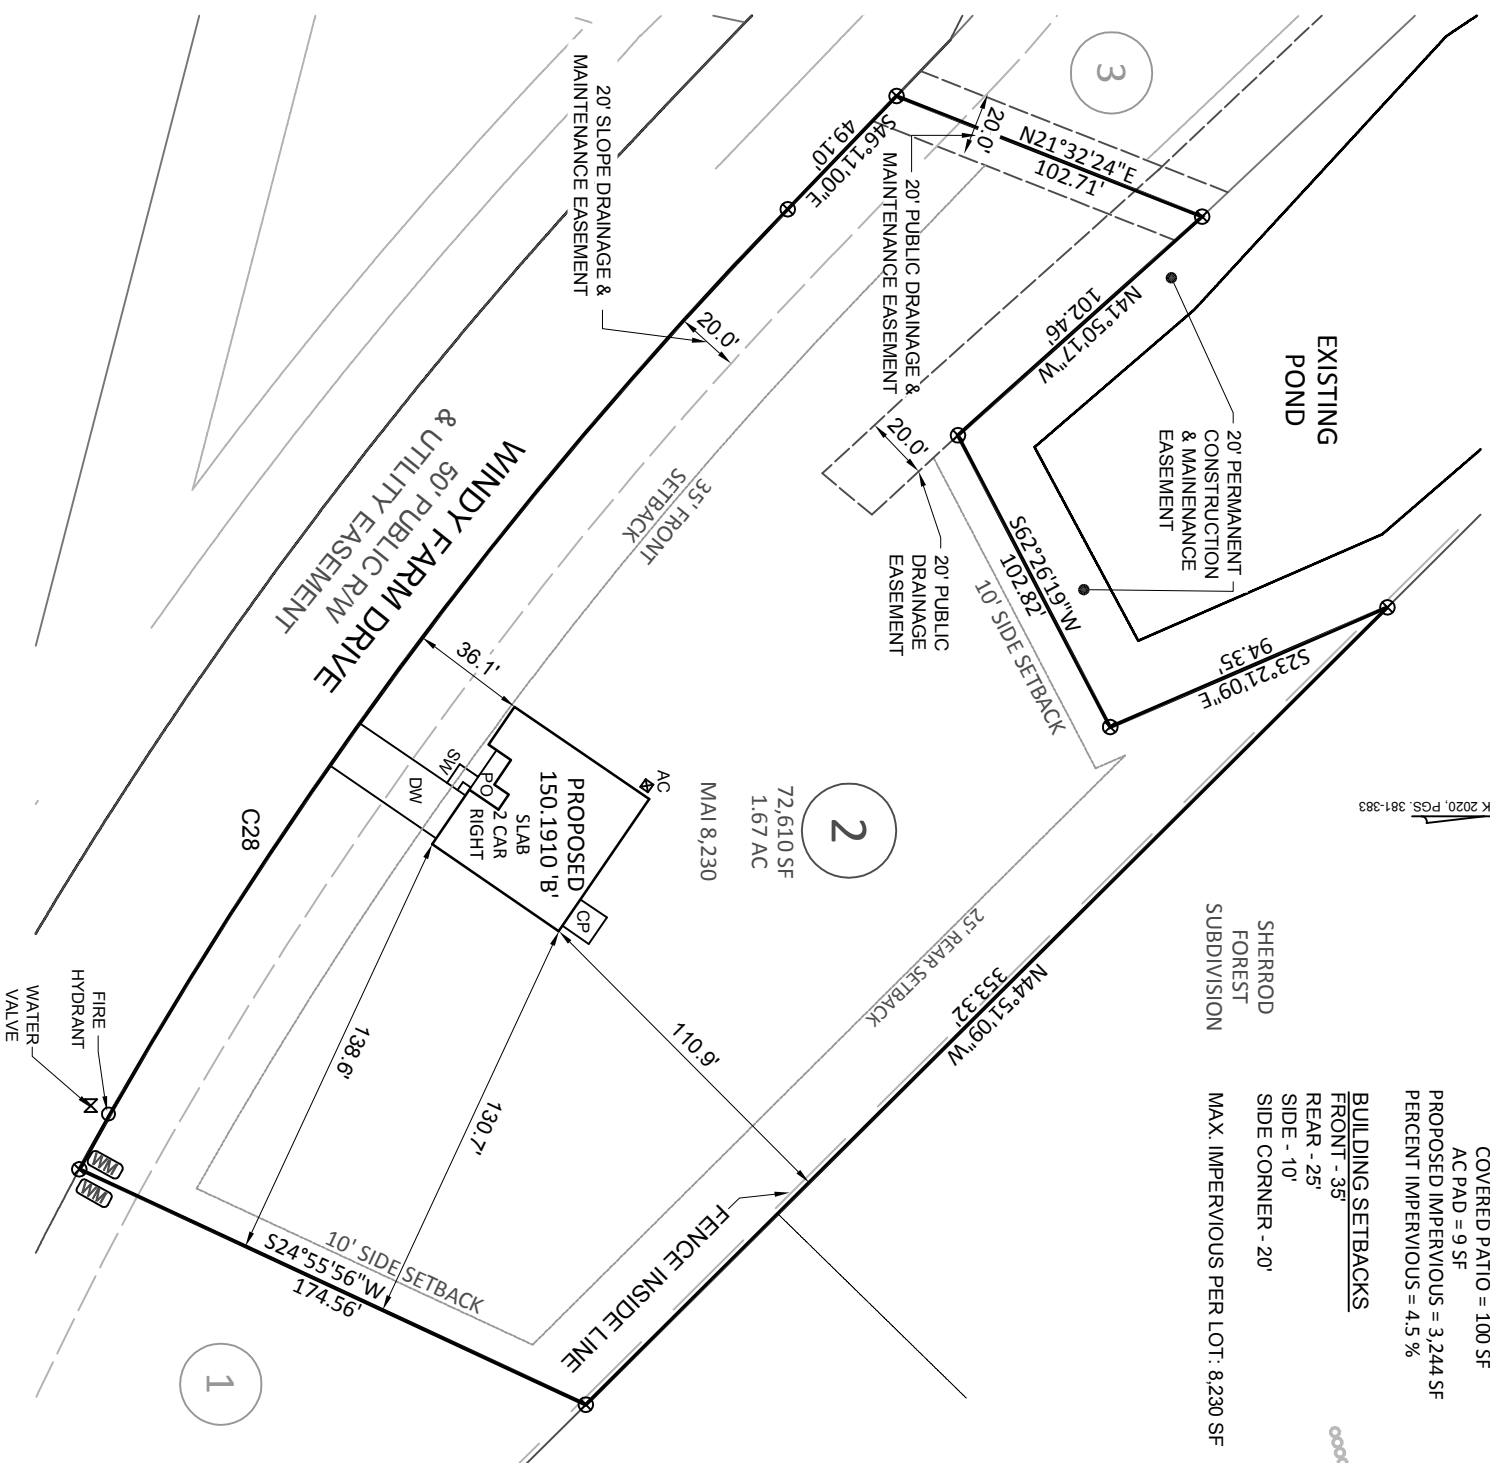 COVERED PATIO = 100 SF
AC PAD = 9 SF
PROPOSED IMPERVIOUS = 3,244 SF
PERCENT IMPERVIOUS = 4.5 %
BUILDING SETBACKS
FRONT - 35'
REAR - 25'
SIDE - 10'
SIDE CORNER - 20'
MAX. IMPERVIOUS PER LOT: 8,230 SF
K 2020, PGS. 381-383
SHERROD
FOREST
SUBDIVISION
EXISTING
POND
20' PERMANENT
CONSTRUCTION
& MAINENANCE
EASEMENT
3
N21°32'24"E
102.71'
20.0'
S46°11'00"E
49.10'
20' PUBLIC DRAINAGE &
MAINTENANCE EASEMENT
N41°50'17"W
102.46'
20.0'
20' PUBLIC
DRAINAGE
EASEMENT
S62°26'19"W
102.82'
10' SIDE SETBACK
S23°21'09"E
94.35'
N44°51'09"W
353.32'
25' REAR SETBACK
FENCE INSIDE LINE
20' SLOPE DRAINAGE &
MAINTENANCE EASEMENT
20.0'
35' FRONT
SETBACK
WINDY FARM DRIVE
50' PUBLIC R/W
& UTILITY EASEMENT
2
72,610 SF
1.67 AC
MAI 8,230
36.1'
AC
PROPOSED
150.1910 'B'
SLAB
2 CAR
RIGHT
PO
SW
DW
CP
C28
110.9'
130.7'
138.6'
10' SIDE SETBACK
S24°55'56"W
174.56'
FIRE
HYDRANT
WATER
VALVE
WM
WM
1